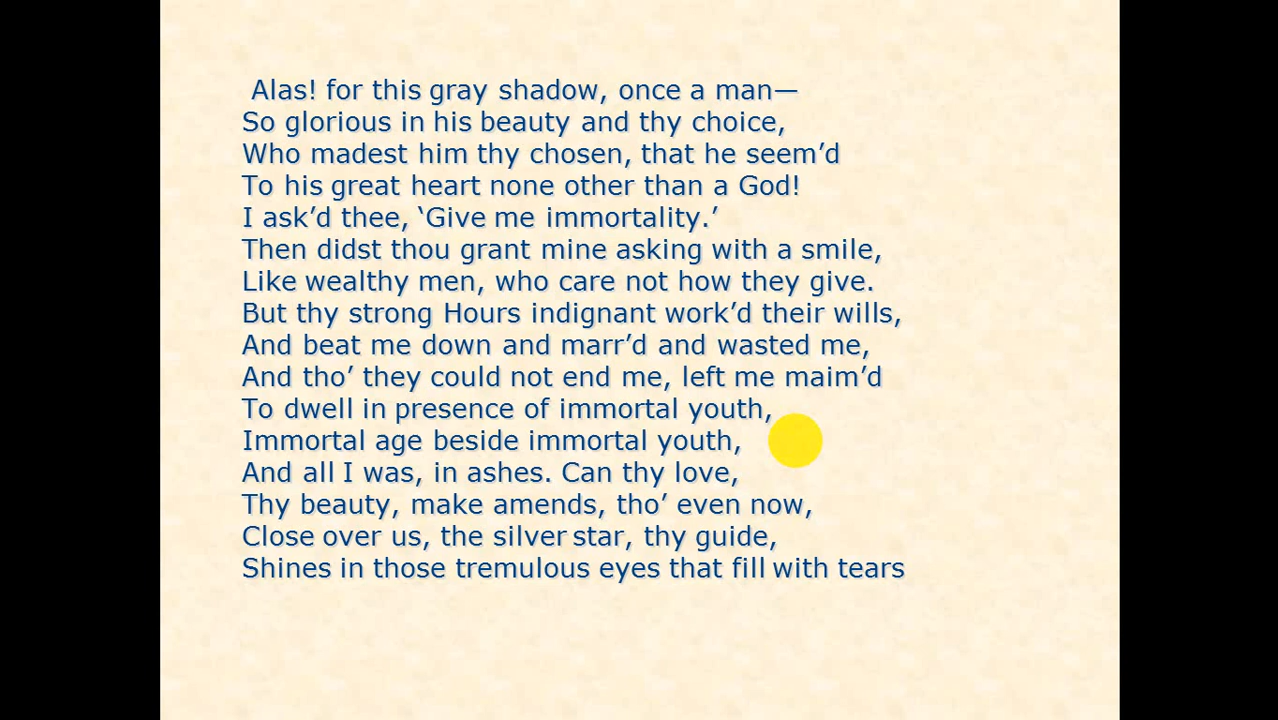 Alas! for this gray shadow, once a man—
So glorious in his beauty and thy choice,
Who madest him thy chosen, that he seem’d
To his great heart none other than a God!
I ask’d thee, ‘Give me immortality.’
Then didst thou grant mine asking with a smile,
Like wealthy men, who care not how they give.
But thy strong Hours indignant work’d their wills,
And beat me down and marr’d and wasted me,
And tho’ they could not end me, left me maim’d
To dwell in presence of immortal youth,
Immortal age beside immortal youth,
And all I was, in ashes. Can thy love,
Thy beauty, make amends, tho’ even now,
Close over us, the silver star, thy guide,
Shines in those tremulous eyes that fill with tears